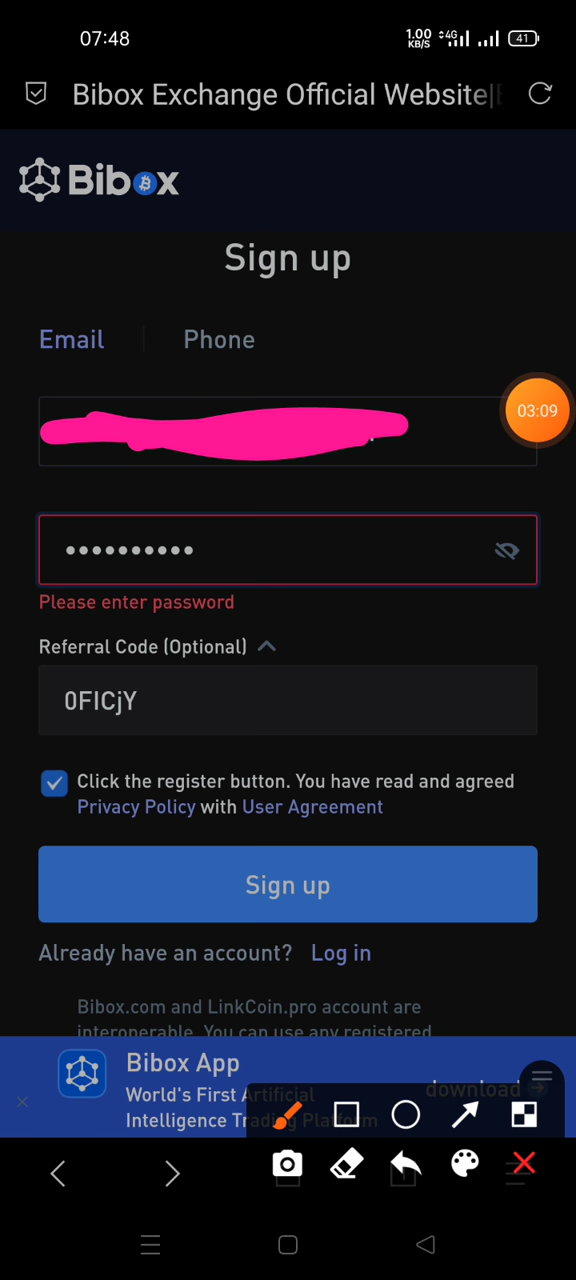 07:48
1.00 KB/S 4G 41
Bibox Exchange Official Website|
Bibox
Sign up
Email
Phone
03:09
••••••••••
Please enter password
Referral Code (Optional)
0FICjY
Click the register button. You have read and agreed
Privacy Policy with User Agreement
Sign up
Already have an account? Log in
Bibox.com and LinkCoin.pro account are
interoperable. You can use any registered
Bibox App
World's First Artificial
Intelligence Trading Platform
download